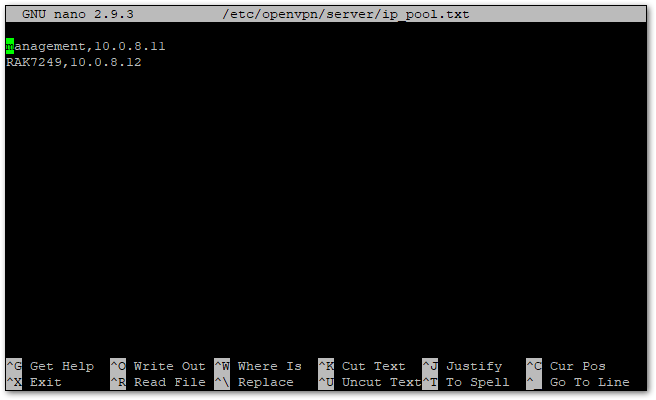 GNU nano 2.9.3 /etc/openvpn/server/ip_pool.txt
management,10.0.8.11
RAK7249,10.0.8.12
^G Get Help ^O Write Out ^W Where Is ^K Cut Text ^J Justify ^C Cur Pos
^X Exit ^R Read File ^\ Replace ^U Uncut Text ^T To Spell ^_ Go To Line